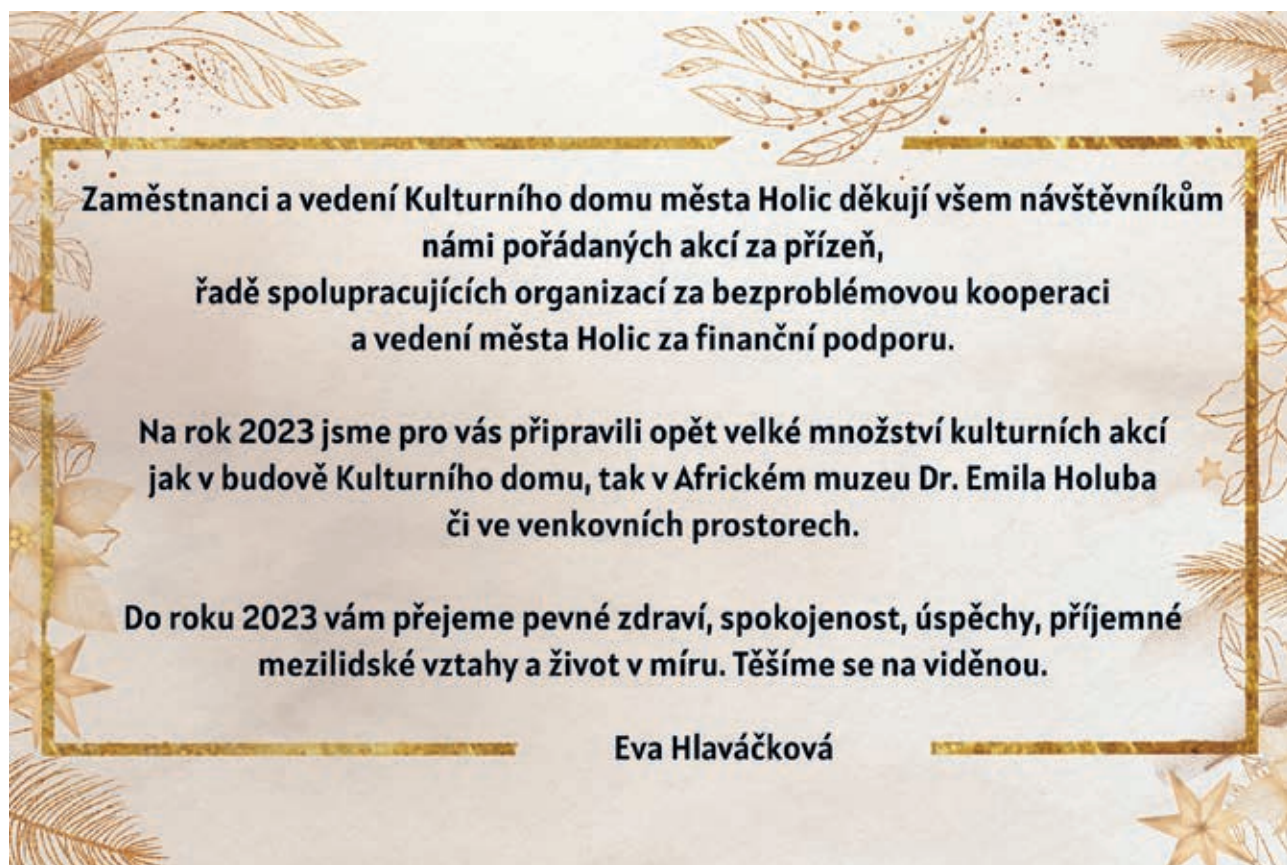 Zaměstnanci a vedení Kulturního domu města Holic děkují všem návštěvníkům
námi pořádaných akcí za přízeň,
řadě spolupracujících organizací za bezproblémovou kooperaci
a vedení města Holic za finanční podporu.
Na rok 2023 jsme pro vás připravili opět velké množství kulturních akcí
jak v budově Kulturního domu, tak v Africkém muzeu Dr. Emila Holuba
či ve venkovních prostorech.
Do roku 2023 vám přejeme pevné zdraví, spokojenost, úspěchy, příjemné
mezilidské vztahy a život v míru. Těšíme se na viděnou.
Eva Hlaváčková